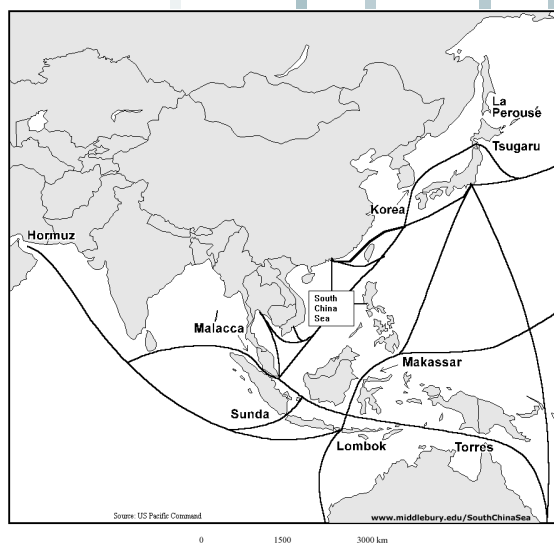 La
Perousé
Tsugaru
Korea
Hormuz
South
China
Sea
Malacca
Makassar
Sunda
Lombok
Torres
Source: US Pacific Command
www.middlebury.edu/SouthChinaSea
0 1500 3000 km